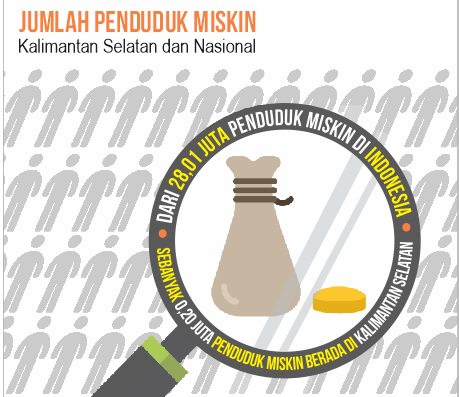 JUMLAH PENDUDUK MISKIN
Kalimantan Selatan dan Nasional
DARI 28,01 JUTA PENDUDUK MISKIN DI INDONESIA
SEBANYAK 0,20 JUTA PENDUDUK MISKIN BERADA DI KALIMANTAN SELATAN